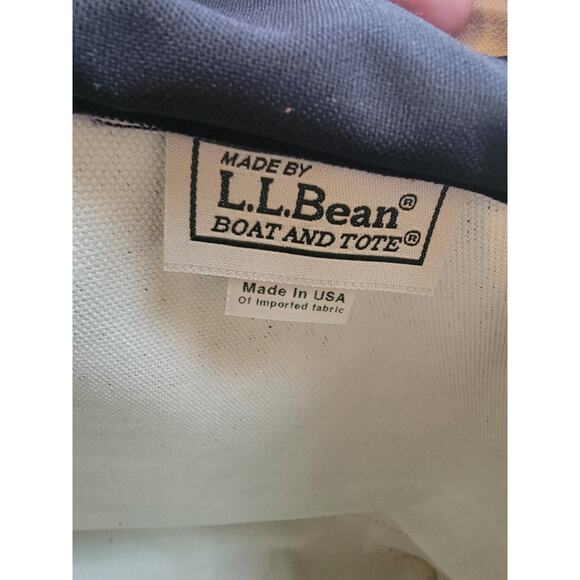 MADE BY
L.L.Bean®
BOAT AND TOTE®
Made In USA
Of Imported fabric